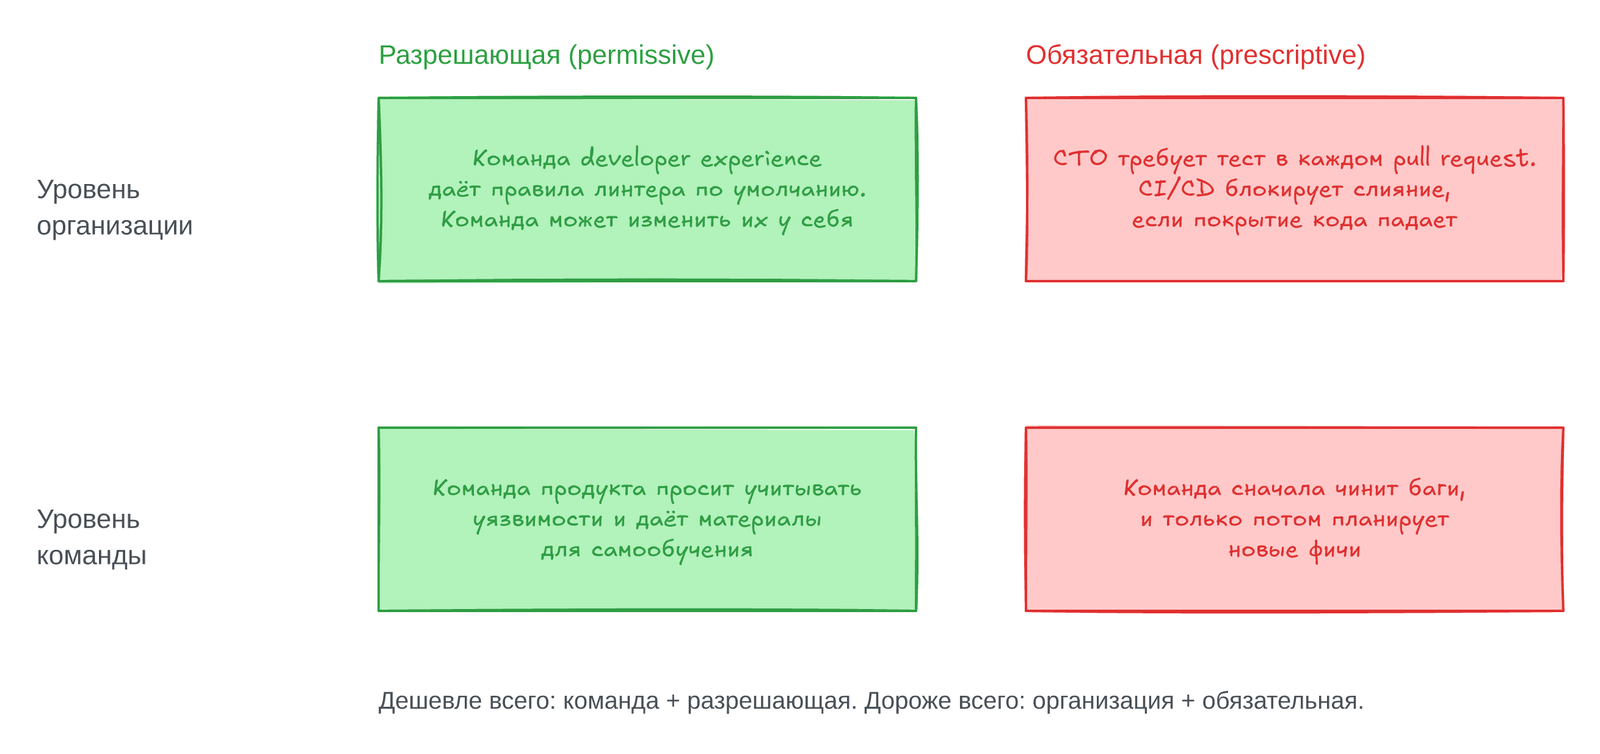 Разрешающая (permissive)
Обязательная (prescriptive)
Уровень
организации
Команда developer experience
даёт правила линтера по умолчанию.
Команда может изменить их у себя
CTO требует тест в каждом pull request.
CI/CD блокирует слияние,
если покрытие кода падает
Уровень
команды
Команда продукта просит учитывать
уязвимости и даёт материалы
для самообучения
Команда сначала чинит баги,
и только потом планирует
новые фичи
Дешевле всего: команда + разрешающая. Дороже всего: организация + обязательная.